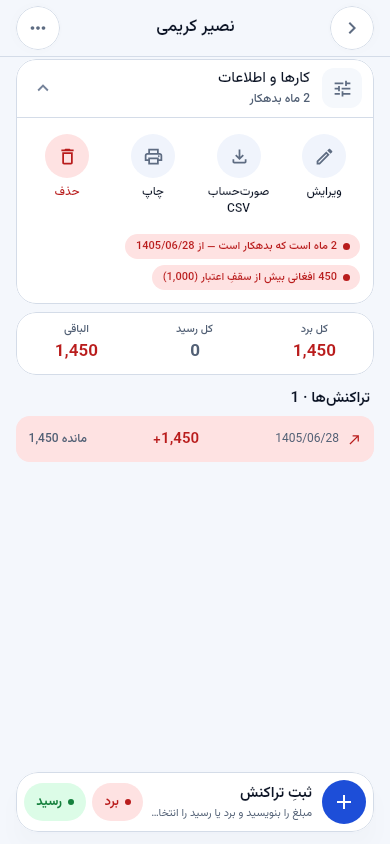 نصیر کریمی
کارها و اطلاعات
2 ماه بدهکار
ویرایش
صورت‌حساب
CSV
چاپ
حذف
2 ماه است که بدهکار است — از 1405/06/28
450 افغانی بیش از سقفِ اعتبار (1,000)
کل برد
کل رسید
الباقی
1,450
0
1,450
تراکنش‌ها · 1
1405/06/28
+1,450
مانده 1,450
ثبتِ تراکنش
مبلغ را بنویسید و برد یا رسید را انتخا...
برد
رسید